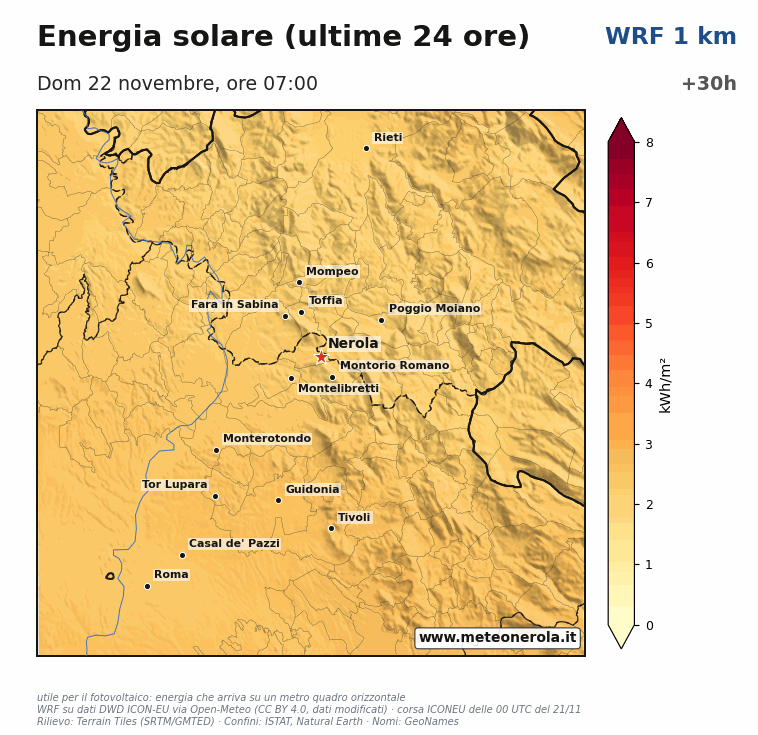 Energia solare (ultime 24 ore)
WRF 1 km
Dom 22 novembre, ore 07:00
+30h
Rieti
Mompeo
Toffia
Fara in Sabina
Poggio Moiano
Nerola
Montorio Romano
Montelibretti
Monterotondo
Tor Lupara
Guidonia
Tivoli
Casal de' Pazzi
Roma
www.meteonerola.it
8
7
6
5
4
3
2
1
0
kWh/m²
utile per il fotovoltaico: energia che arriva su un metro quadro orizzontale
WRF su dati DWD ICON-EU via Open-Meteo (CC BY 4.0, dati modificati) · corsa ICONEU delle 00 UTC del 21/11
Rilievo: Terrain Tiles (SRTM/GMTED) · Confini: ISTAT, Natural Earth · Nomi: GeoNames